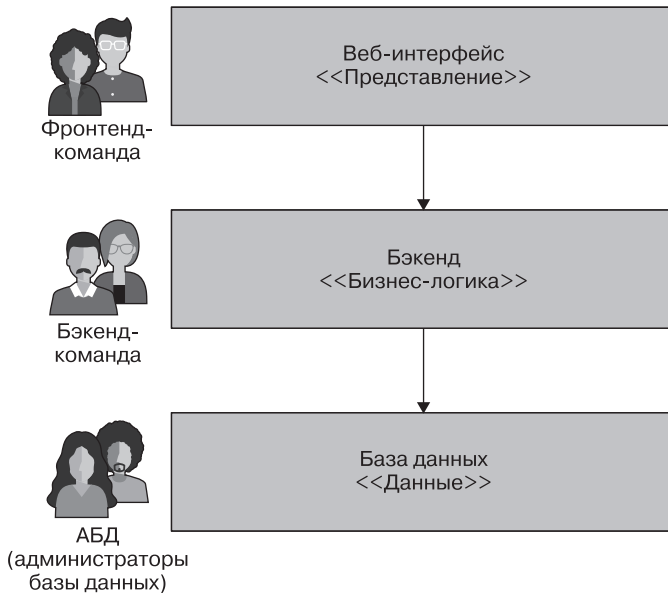 Веб-интерфейс
<<Представление>>
Фронтенд-
команда
Бэкенд
<<Бизнес-логика>>
Бэкенд-
команда
База данных
<<Данные>>
АБД
(администраторы
базы данных)